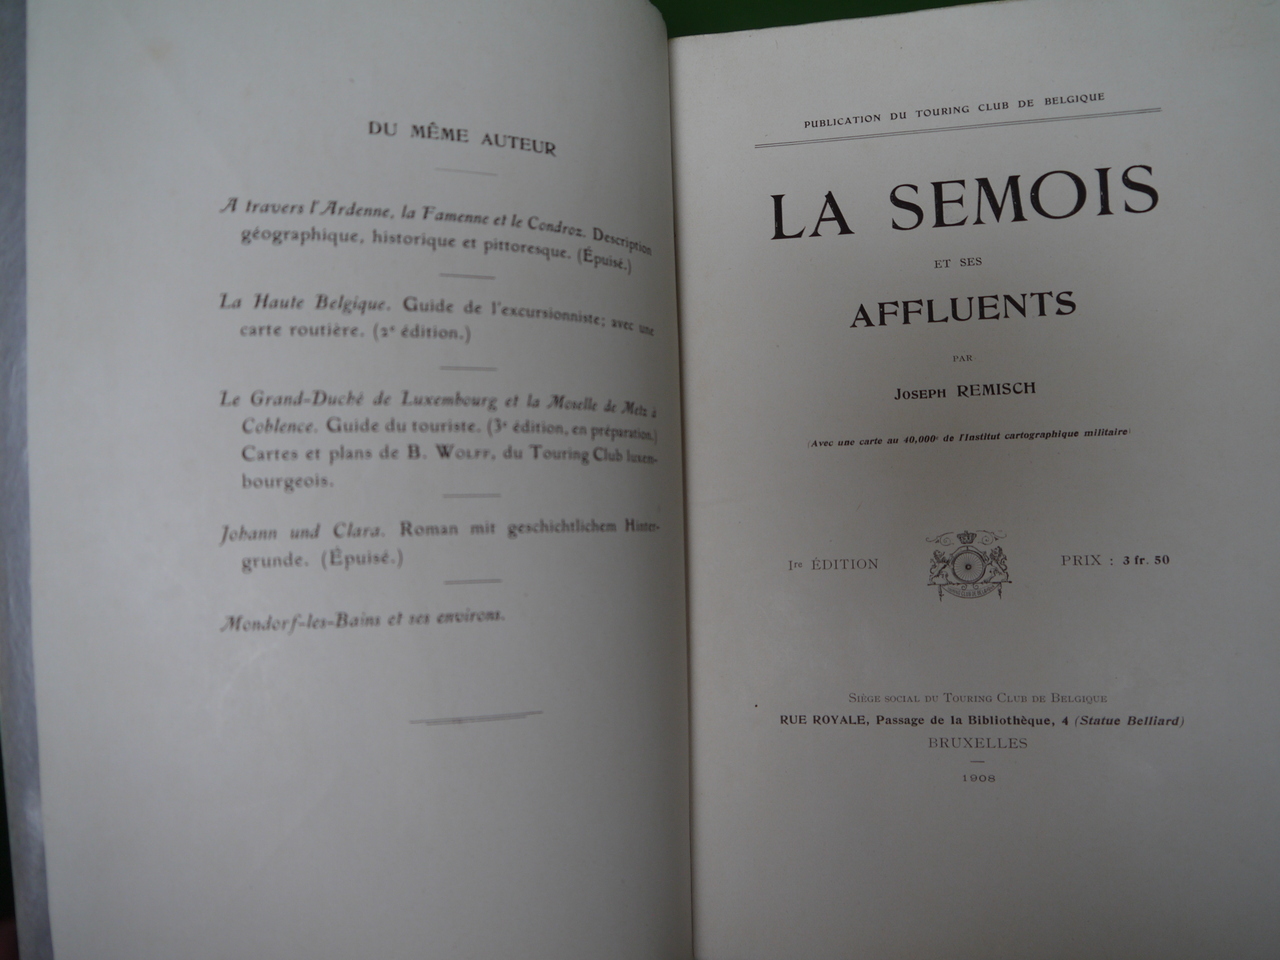 DU MÊME AUTEUR
A travers l'Ardenne, la Famenne et le Condroz. Description
géographique, historique et pittoresque. (Épuisé.)
La Haute Belgique. Guide de l'excursionniste; avec une
carte routière. (2e édition.)
Le Grand-Duché de Luxembourg et la Moselle de Metz à
Coblence. Guide du touriste. (3e édition, en préparation.)
Cartes et plans de B. WOLFF, du Touring Club luxem-
bourgeois.
Johann und Clara. Roman mit geschichtlichem Hinter-
grunde. (Épuisé.)
Mondorf-les-Bains et ses environs.
PUBLICATION DU TOURING CLUB DE BELGIQUE
LA SEMOIS
ET SES
AFFLUENTS
PAR
JOSEPH REMISCH
(Avec une carte au 40,000e de l'Institut cartographique militaire)
1re ÉDITION
PRIX : 3 fr. 50
SIÈGE SOCIAL DU TOURING CLUB DE BELGIQUE
RUE ROYALE, Passage de la Bibliothèque, 4 (Statue Belliard)
BRUXELLES
1908